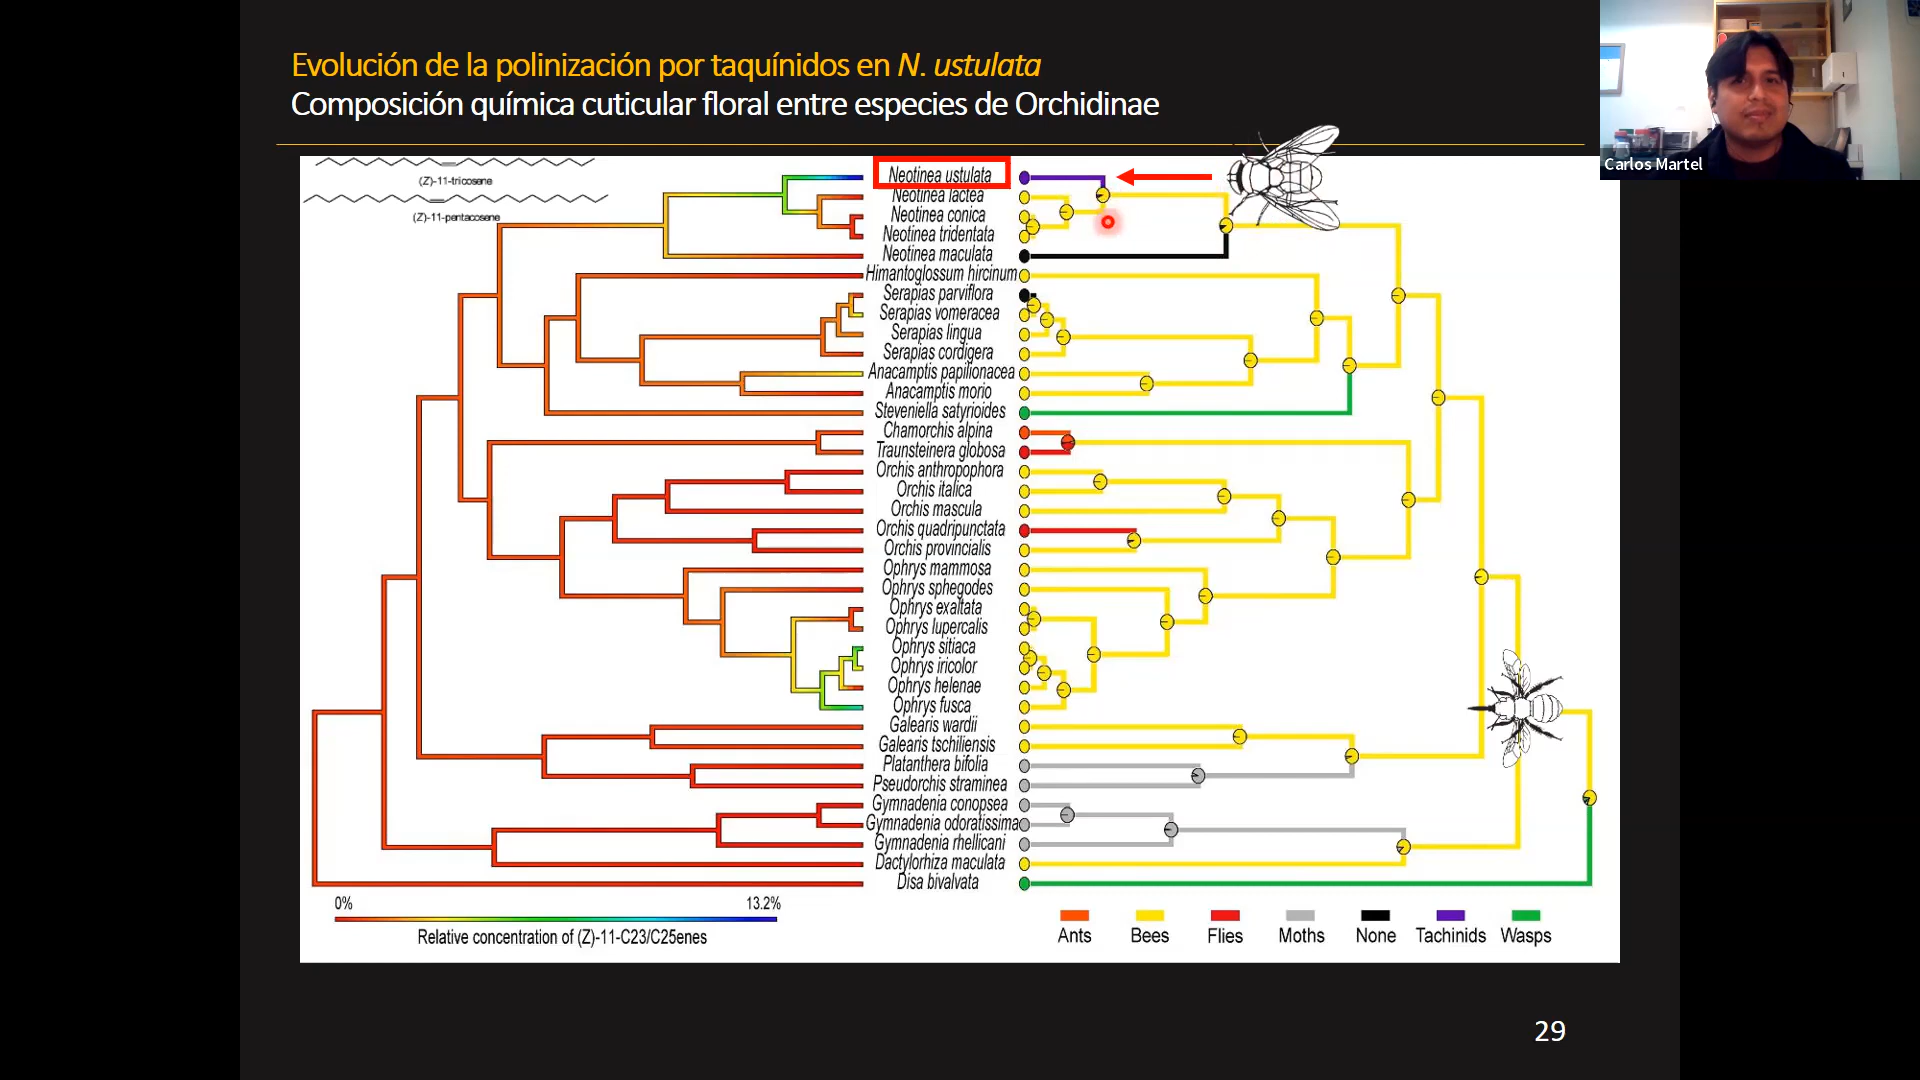 Evolución de la polinización por taquínidos en N. ustulata
Composición química cuticular floral entre especies de Orchidinae
Carlos Martel
(Z)-11-tricosene
(Z)-11-pentacosene
Neotinea ustulata
Neotinea lactea
Neotinea conica
Neotinea tridentata
Neotinea maculata
Himantoglossum hircinum
Serapias parviflora
Serapias vomeracea
Serapias lingua
Serapias cordigera
Anacamptis papilionacea
Anacamptis morio
Steveniella satyrioides
Chamorchis alpina
Traunsteinera globosa
Orchis anthropophora
Orchis italica
Orchis mascula
Orchis quadripunctata
Orchis provincialis
Ophrys mammosa
Ophrys sphegodes
Ophrys exaltata
Ophrys lupercalis
Ophrys sitiaca
Ophrys iricolor
Ophrys helenae
Ophrys fusca
Galearis wardii
Galearis tschiliensis
Platanthera bifolia
Pseudorchis straminea
Gymnadenia conopsea
Gymnadenia odoratissima
Gymnadenia rhellicani
Dactylorhiza maculata
Disa bivalvata
0% 13.2%
Relative concentration of (Z)-11-C23/C25enes
Ants Bees Flies Moths None Tachinids Wasps
29